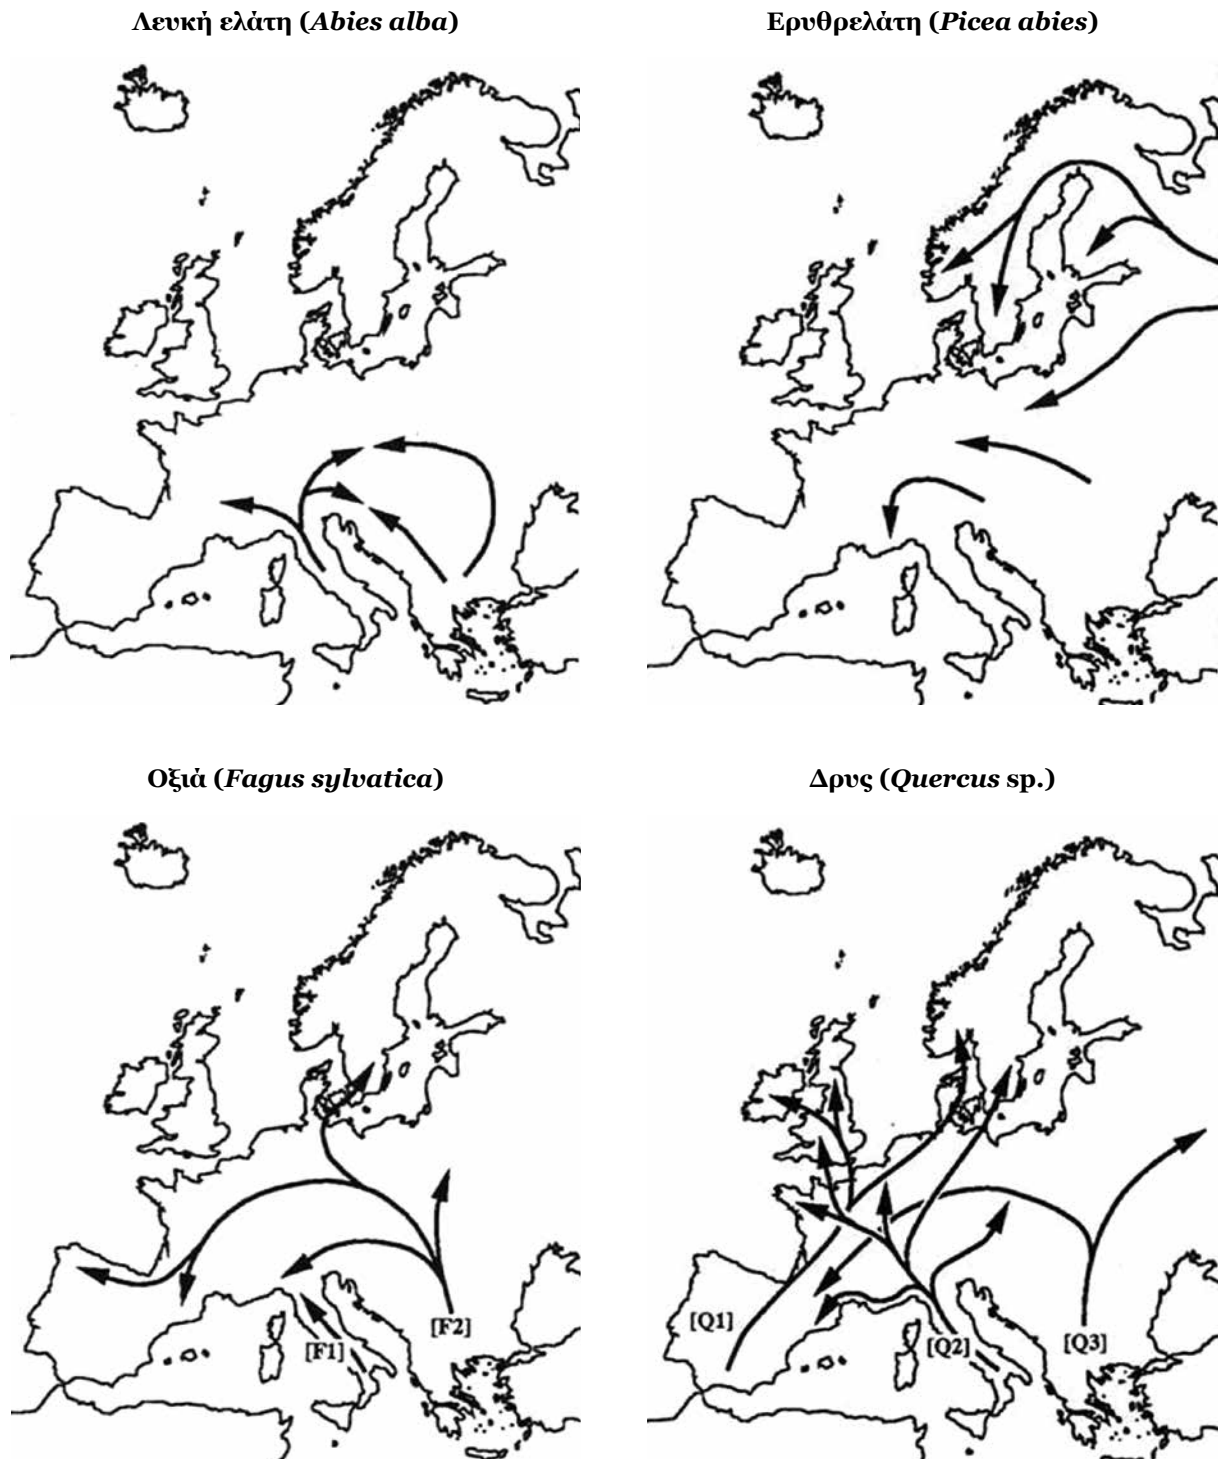 Λευκή ελάτη (Abies alba)
Ερυθρελάτη (Picea abies)
Οξιά (Fagus sylvatica)
Δρυς (Quercus sp.)
[F1]
[F2]
[Q1]
[Q2]
[Q3]